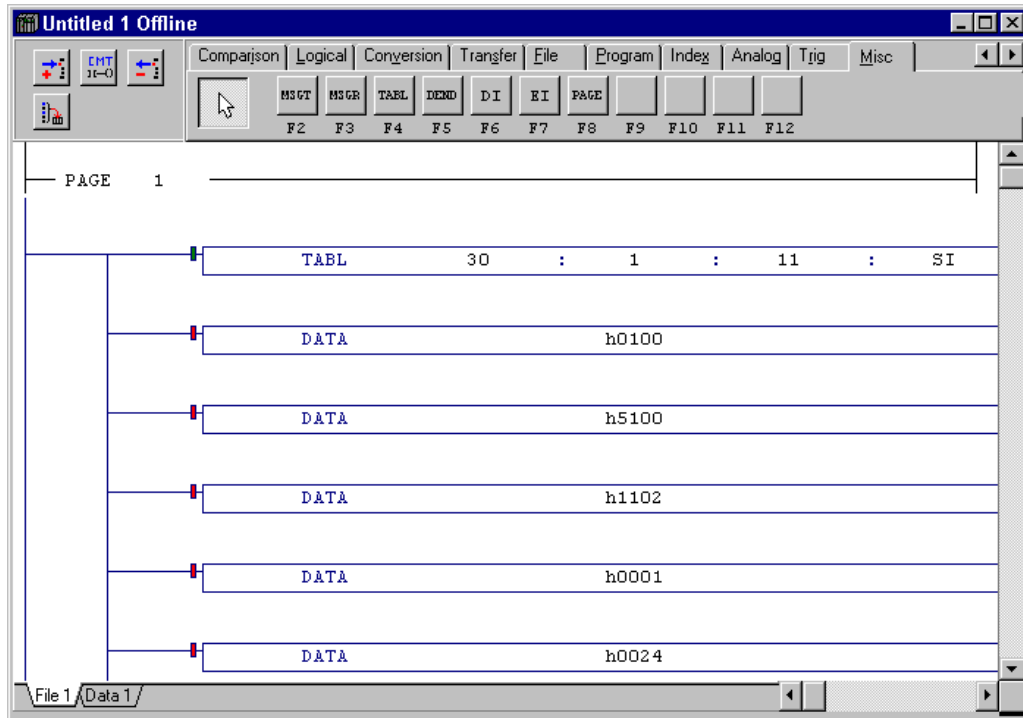 Untitled 1 Offline
CMT
Comparison Logical Conversion Transfer File Program Index Analog Trig Misc
MSGT MSGR TABL DEND DI EI PAGE
F2 F3 F4 F5 F6 F7 F8 F9 F10 F11 F12
PAGE 1
TABL 30 : 1 : 11 : SI
DATA h0100
DATA h5100
DATA h1102
DATA h0001
DATA h0024
File 1 Data 1